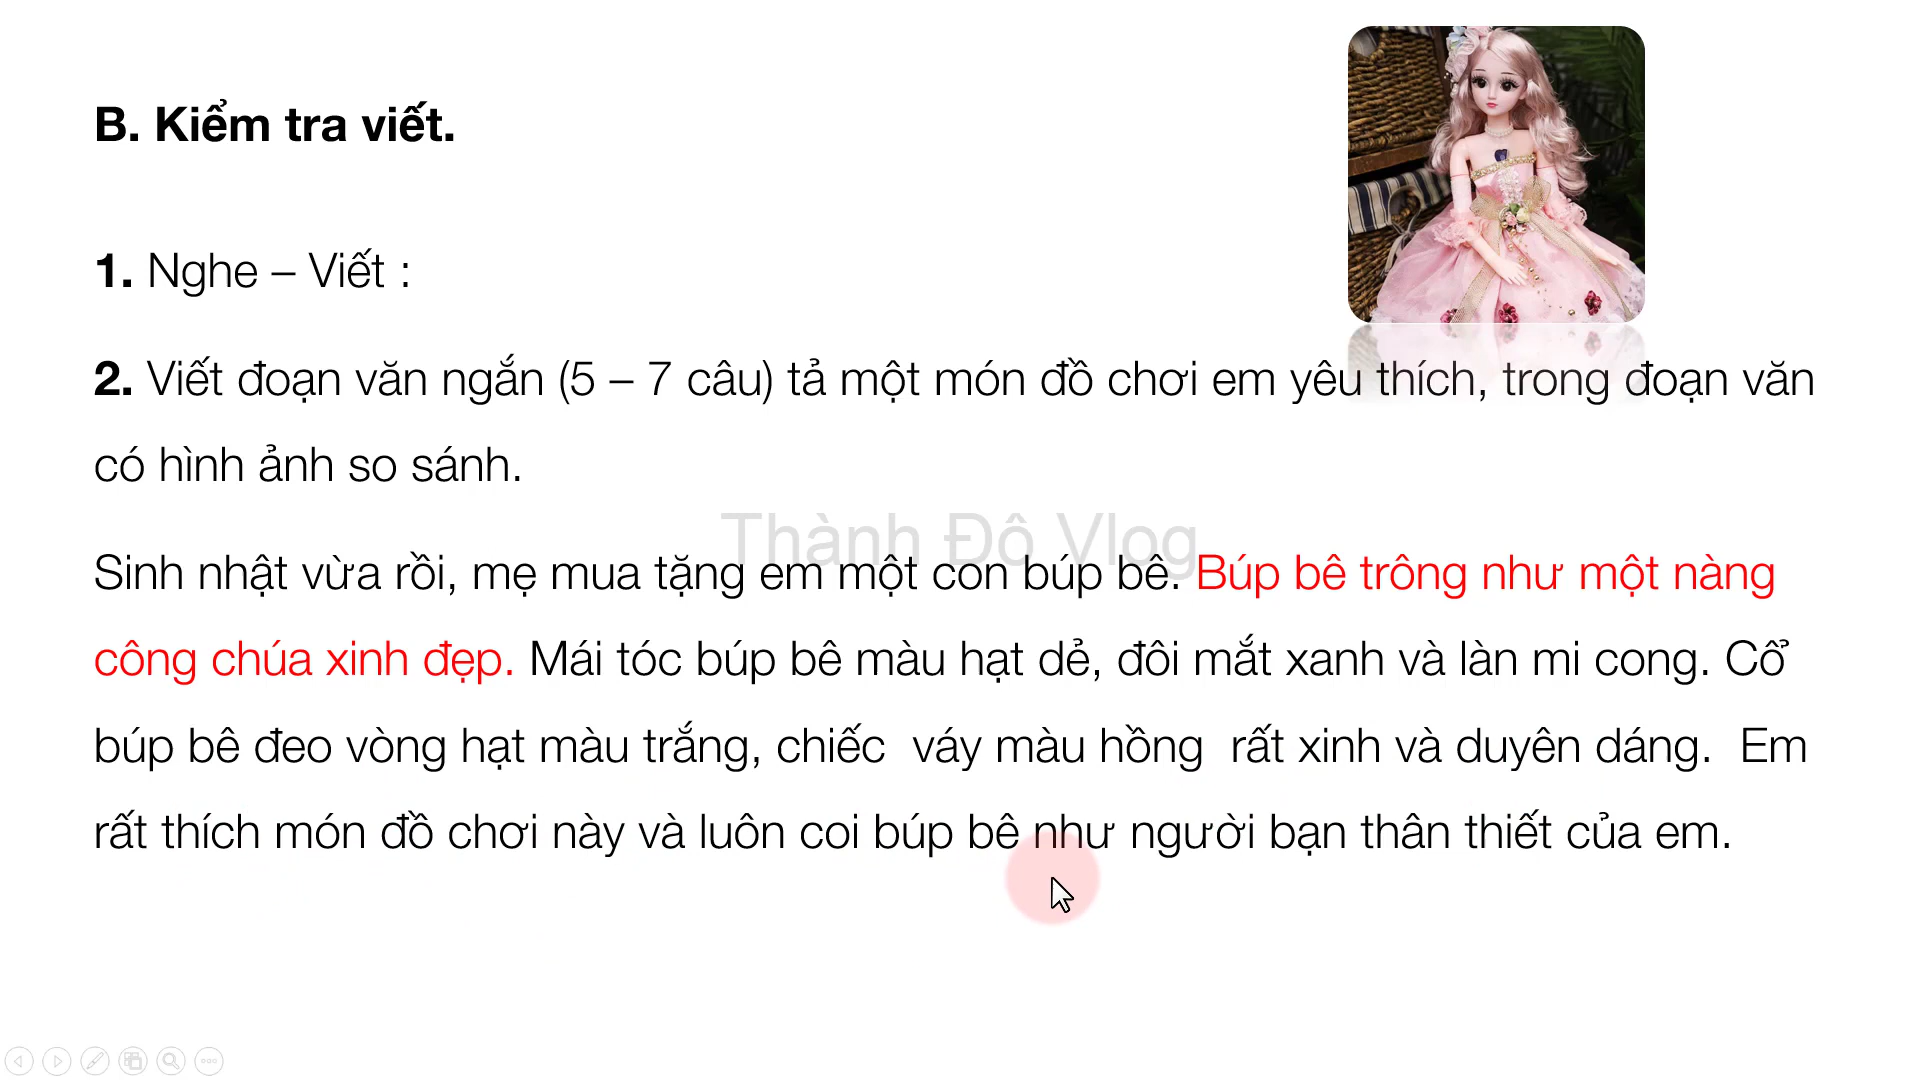 B. Kiểm tra viết.
1. Nghe – Viết :
2. Viết đoạn văn ngắn (5 – 7 câu) tả một món đồ chơi em yêu thích, trong đoạn văn
có hình ảnh so sánh.
Thành Đô Vlog
Sinh nhật vừa rồi, mẹ mua tặng em một con búp bê. Búp bê trông như một nàng
công chúa xinh đẹp. Mái tóc búp bê màu hạt dẻ, đôi mắt xanh và làn mi cong. Cổ
búp bê đeo vòng hạt màu trắng, chiếc  váy màu hồng  rất xinh và duyên dáng.  Em
rất thích món đồ chơi này và luôn coi búp bê như người bạn thân thiết của em.